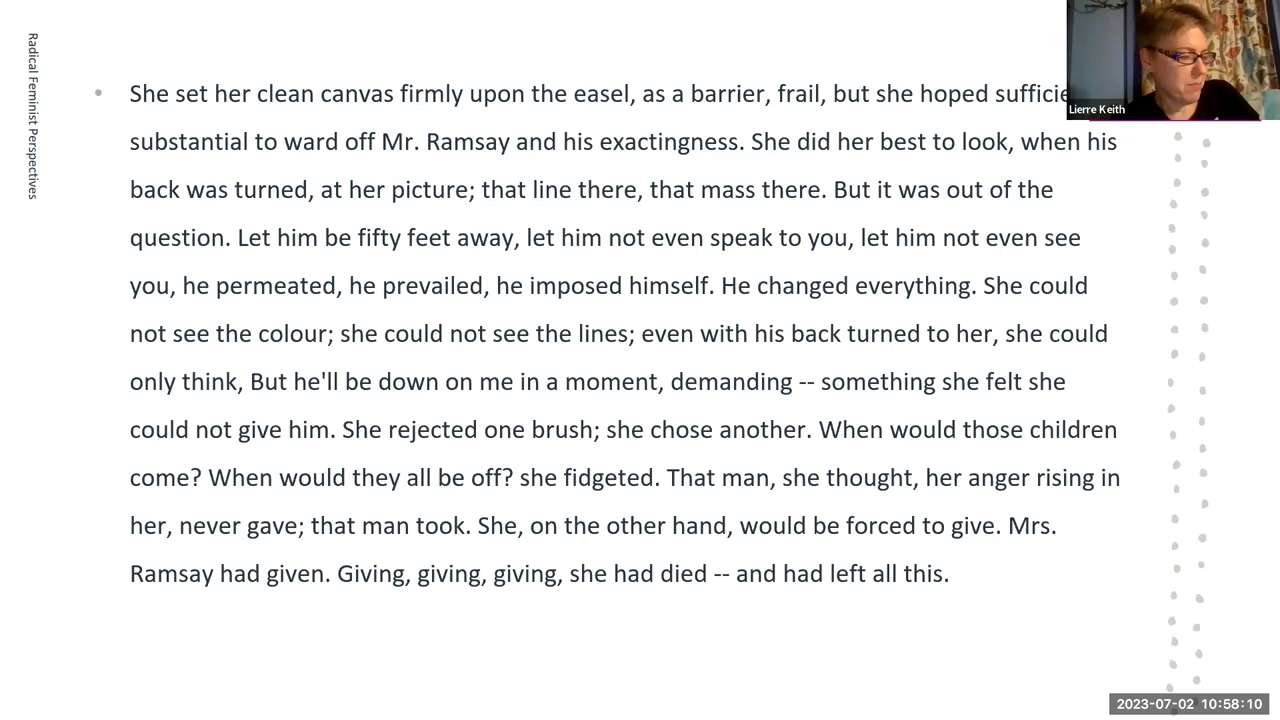 Radical Feminist Perspectives
She set her clean canvas firmly upon the easel, as a barrier, frail, but she hoped
substantial to ward off Mr. Ramsay and his exactingness. She did her best to look, when his
back was turned, at her picture; that line there, that mass there. But it was out of the
question. Let him be fifty feet away, let him not even speak to you, let him not even see
you, he permeated, he prevailed, he imposed himself. He changed everything. She could
not see the colour; she could not see the lines; even with his back turned to her, she could
only think, But he'll be down on me in a moment, demanding -- something she felt she
could not give him. She rejected one brush; she chose another. When would those children
come? When would they all be off? she fidgeted. That man, she thought, her anger rising in
her, never gave; that man took. She, on the other hand, would be forced to give. Mrs.
Ramsay had given. Giving, giving, giving, she had died -- and had left all this.
Lierre Keith
2023-07-02 10:58:10